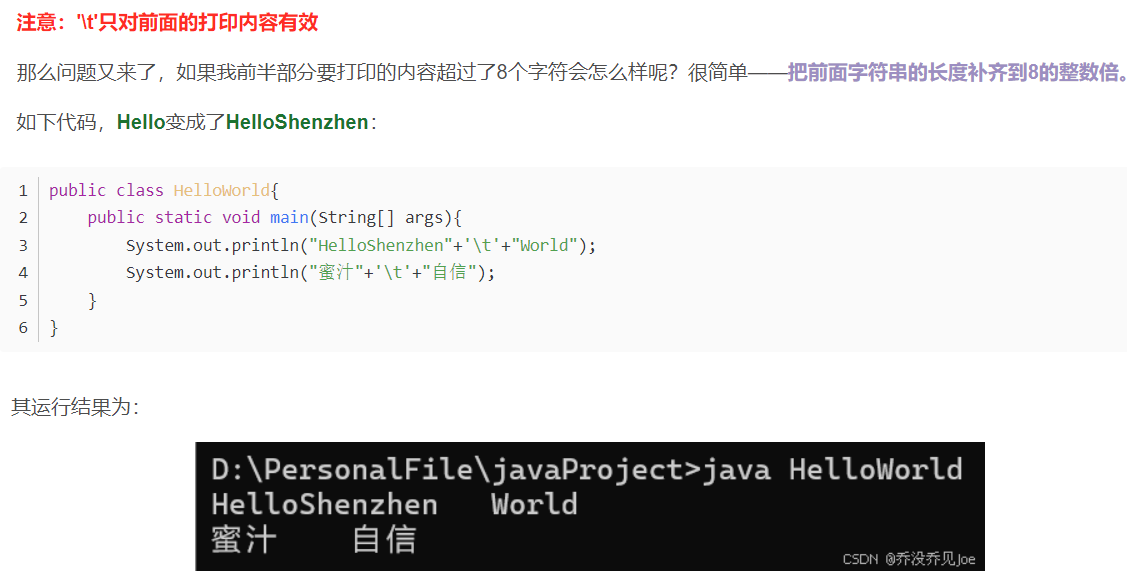 注意：'\t'只对前面的打印内容有效
那么问题又来了，如果我前半部分要打印的内容超过了8个字符会怎么样呢？很简单——把前面字符串的长度补齐到8的整数倍。
如下代码，Hello变成了HelloShenzhen：
1 public class HelloWorld{
2     public static void main(String[] args){
3         System.out.println("HelloShenzhen"+'\t'+"World");
4         System.out.println("蜜汁"+'\t'+"自信");
5     }
6 }
其运行结果为：
D:\PersonalFile\javaProject>java HelloWorld
HelloShenzhen   World
蜜汁    自信
CSDN @乔没乔见Joe